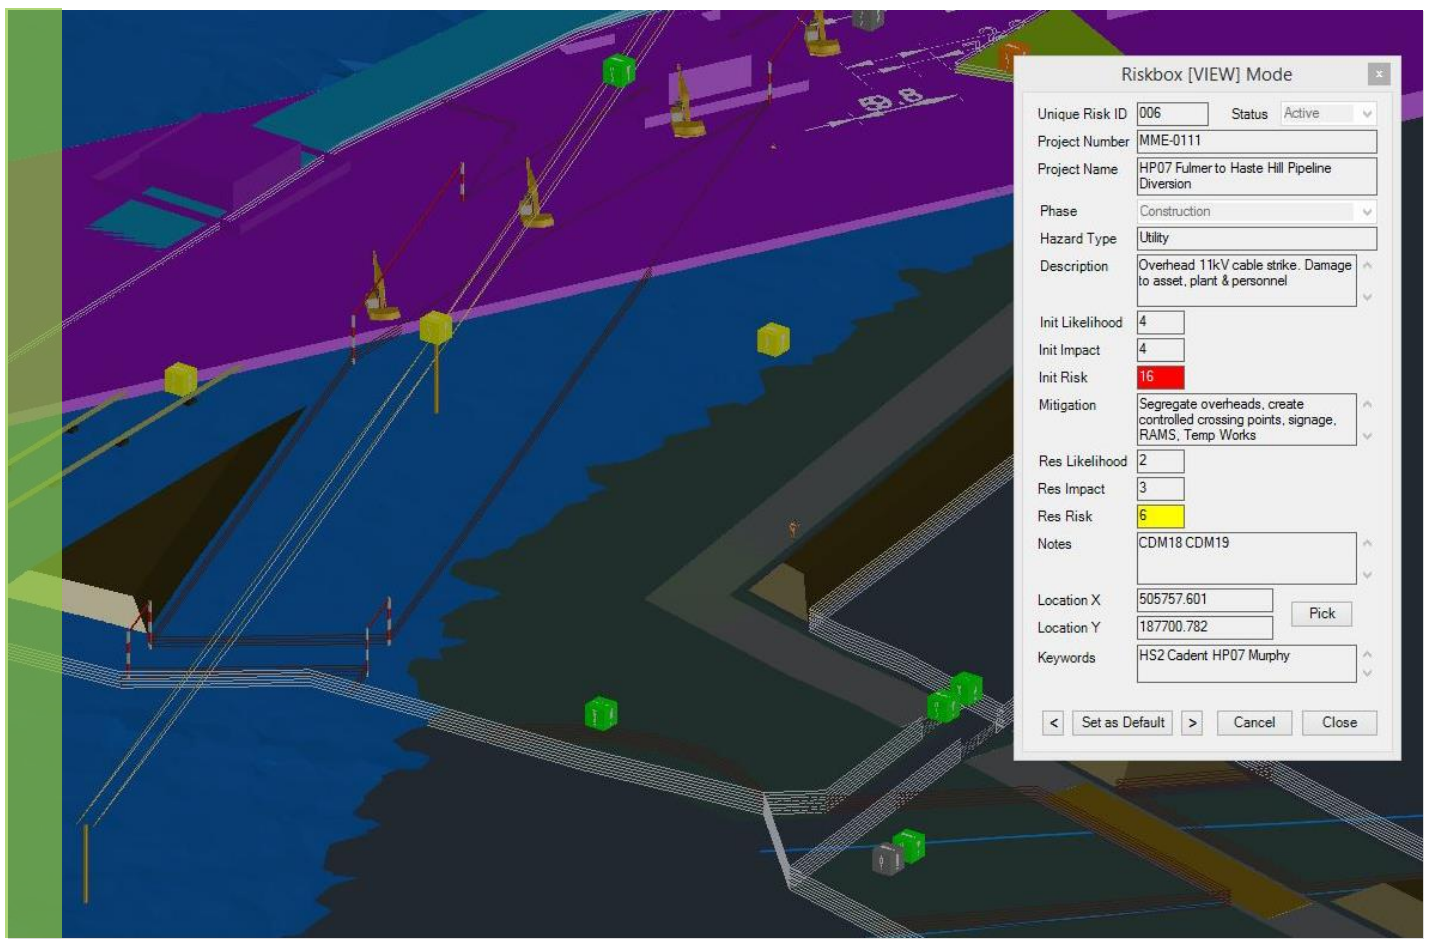 59.8
Riskbox [VIEW] Mode
x
Unique Risk ID 006 Status Active
Project Number MME-0111
Project Name HP07 Fulmer to Haste Hill Pipeline
Diversion
Phase Construction
Hazard Type Utility
Description Overhead 11kV cable strike. Damage
to asset, plant & personnel
Init Likelihood 4
Init Impact 4
Init Risk 16
Mitigation Segregate overheads, create
controlled crossing points, signage,
RAMS, Temp Works
Res Likelihood 2
Res Impact 3
Res Risk 6
Notes CDM18 CDM19
Location X 505757.601
Pick
Location Y 187700.782
Keywords HS2 Cadent HP07 Murphy
< Set as Default > Cancel Close